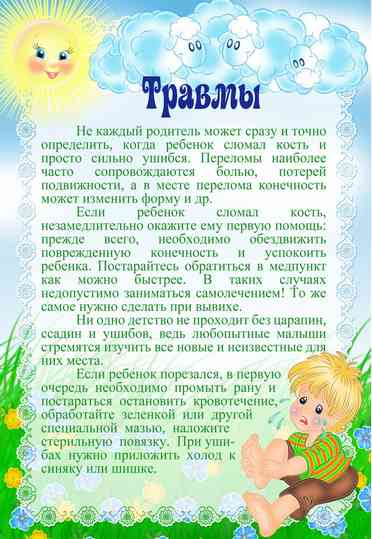 Травмы
Не каждый родитель может сразу и точно
определить, когда ребенок сломал кость и
просто сильно ушибся. Переломы наиболее
часто сопровождаются болью, потерей
подвижности, а в месте перелома конечность
может изменить форму и др.
Если ребенок сломал кость,
незамедлительно окажите ему первую помощь:
прежде всего, необходимо обездвижить
поврежденную конечность и успокоить
ребенка. Постарайтесь обратиться в медпункт
как можно быстрее. В таких случаях
недопустимо заниматься самолечением! То же
самое нужно сделать при вывихе.
Ни одно детство не проходит без царапин,
ссадин и ушибов, ведь любопытные малыши
стремятся изучить все новые и неизвестные для
них места.
Если ребенок порезался, в первую
очередь необходимо промыть рану и
постараться остановить кровотечение,
обработайте зеленкой или другой
специальной мазью, наложите
стерильную повязку. При уши-
бах нужно приложить холод к
синяку или шишке.